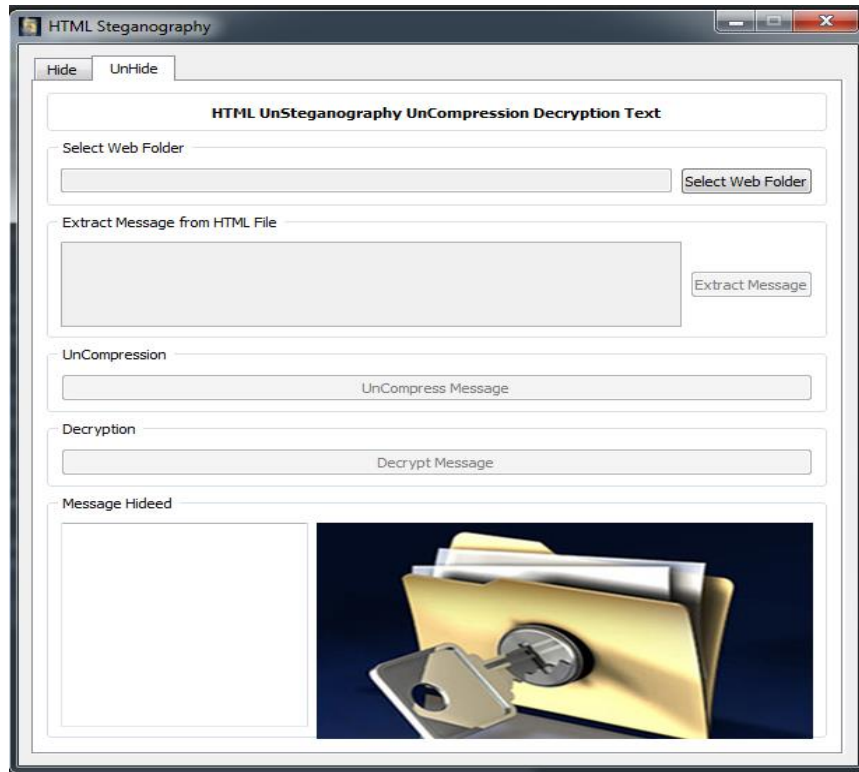 HTML Steganography
Hide UnHide
HTML UnSteganography UnCompression Decryption Text
Select Web Folder
Select Web Folder
Extract Message from HTML File
Extract Message
UnCompression
UnCompress Message
Decryption
Decrypt Message
Message Hideed